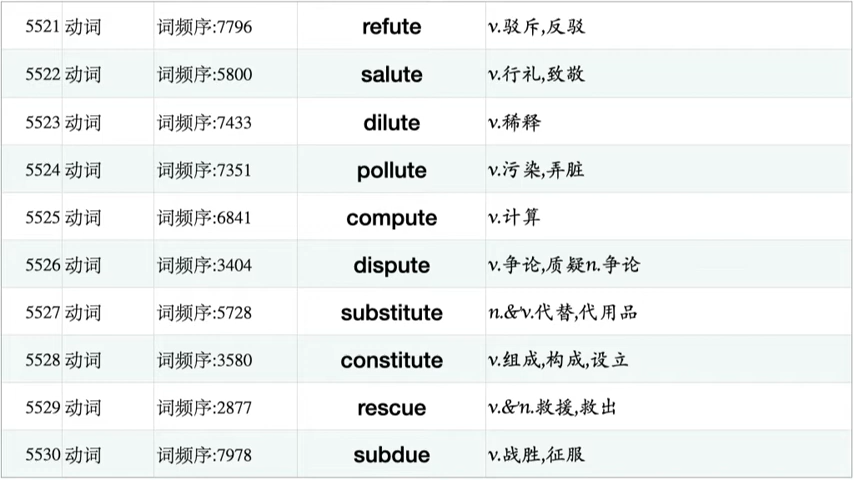 5521 动词 词频序:7796 refute v.驳斥,反驳
5522 动词 词频序:5800 salute v.行礼,致敬
5523 动词 词频序:7433 dilute v.稀释
5524 动词 词频序:7351 pollute v.污染,弄脏
5525 动词 词频序:6841 compute v.计算
5526 动词 词频序:3404 dispute v.争论,质疑n.争论
5527 动词 词频序:5728 substitute n.&v.代替,代用品
5528 动词 词频序:3580 constitute v.组成,构成,设立
5529 动词 词频序:2877 rescue v.&n.救援,救出
5530 动词 词频序:7978 subdue v.战胜,征服